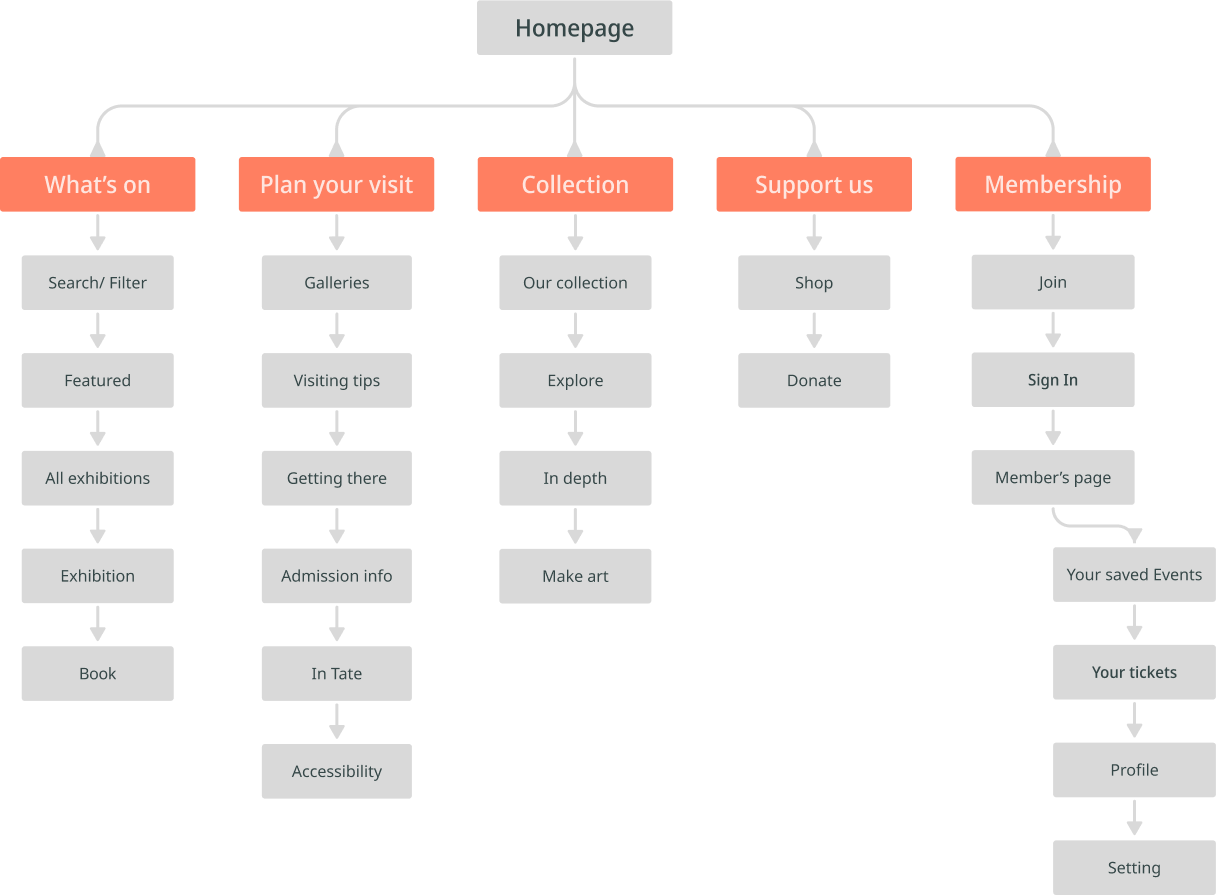 Homepage
What’s on
Plan your visit
Collection
Support us
Membership
Search/ Filter
Featured
All exhibitions
Exhibition
Book
Galleries
Visiting tips
Getting there
Admission info
In Tate
Accessibility
Our collection
Explore
In depth
Make art
Shop
Donate
Join
Sign In
Member’s page
Your saved Events
Your tickets
Profile
Setting